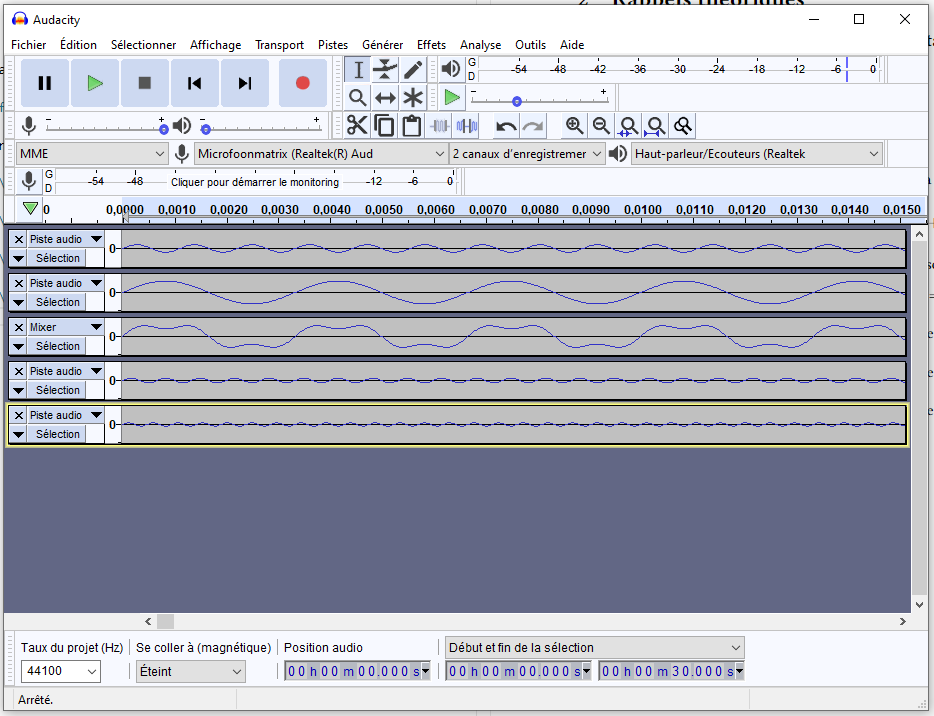 2 Rappels théoriques
Audacity
Fichier Édition Sélectionner Affichage Transport Pistes Générer Effets Analyse Outils Aide
G
D
-54 -48 -42 -36 -30 -24 -18 -12 -6 0
- +
- + - +
MME Microfoonmatrix (Realtek(R) Aud 2 canaux d'enregistremer Haut-parleur/Ecouteurs (Realtek
G
D
-54 -48 Cliquer pour démarrer le monitoring -12 -6 0
0 0,0000 0,0010 0,0020 0,0030 0,0040 0,0050 0,0060 0,0070 0,0080 0,0090 0,0100 0,0110 0,0120 0,0130 0,0140 0,0150
Piste audio 0
Sélection
Piste audio 0
Sélection
Mixer 0
Sélection
Piste audio 0
Sélection
Piste audio 0
Sélection
Taux du projet (Hz) Se coller à (magnétique) Position audio Début et fin de la sélection
44100 Éteint 00 h 00 m 00.000 s 00 h 00 m 00.000 s 00 h 00 m 30.000 s
Arrêté.